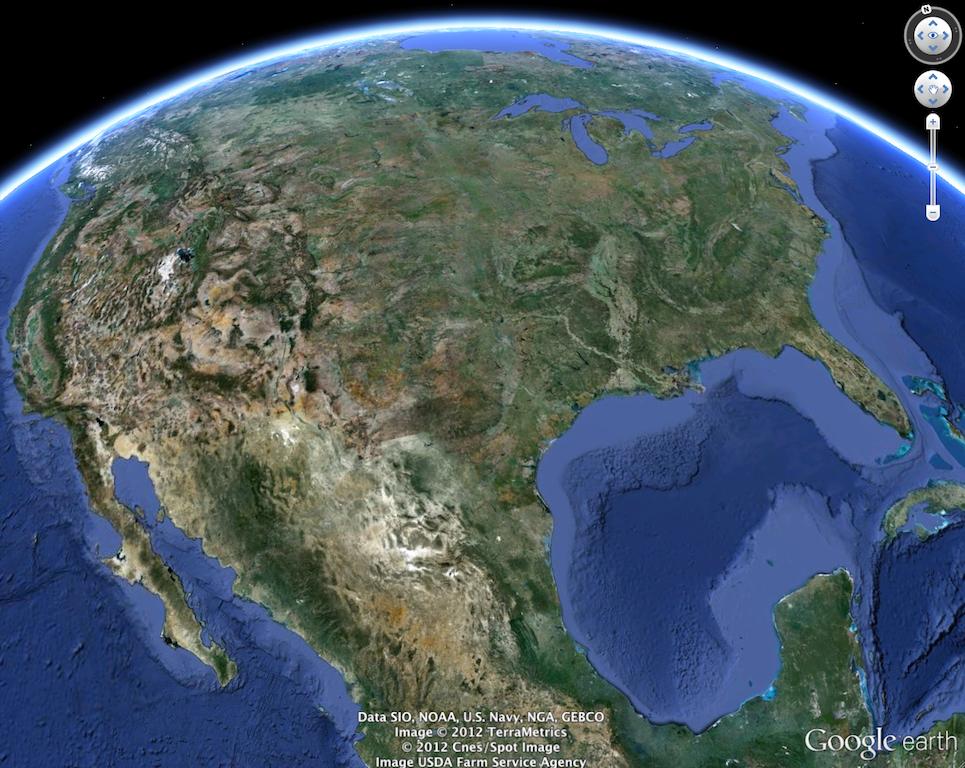 N
Data SIO, NOAA, U.S. Navy, NGA, GEBCO
Image © 2012 TerraMetrics
© 2012 Cnes/Spot Image
Image USDA Farm Service Agency
Google earth